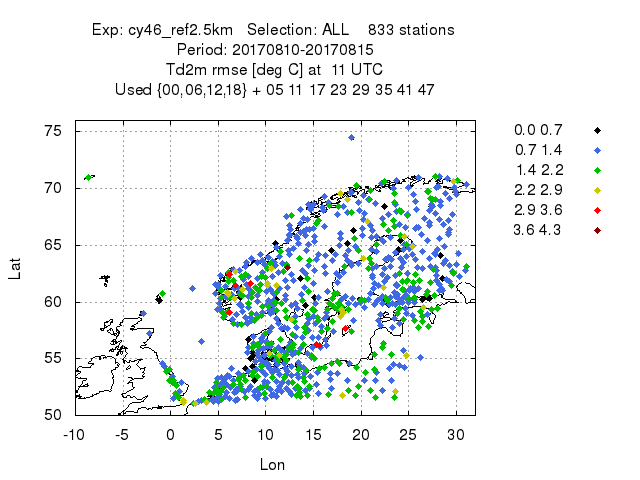 Exp: cy46_ref2.5km Selection: ALL 833 stations
Period: 20170810-20170815
Td2m rmse [deg C] at 11 UTC
Used {00,06,12,18} + 05 11 17 23 29 35 41 47
0.0 0.7
0.7 1.4
1.4 2.2
2.2 2.9
2.9 3.6
3.6 4.3
75
70
65
60
55
50
Lat
-10 -5 0 5 10 15 20 25 30
Lon